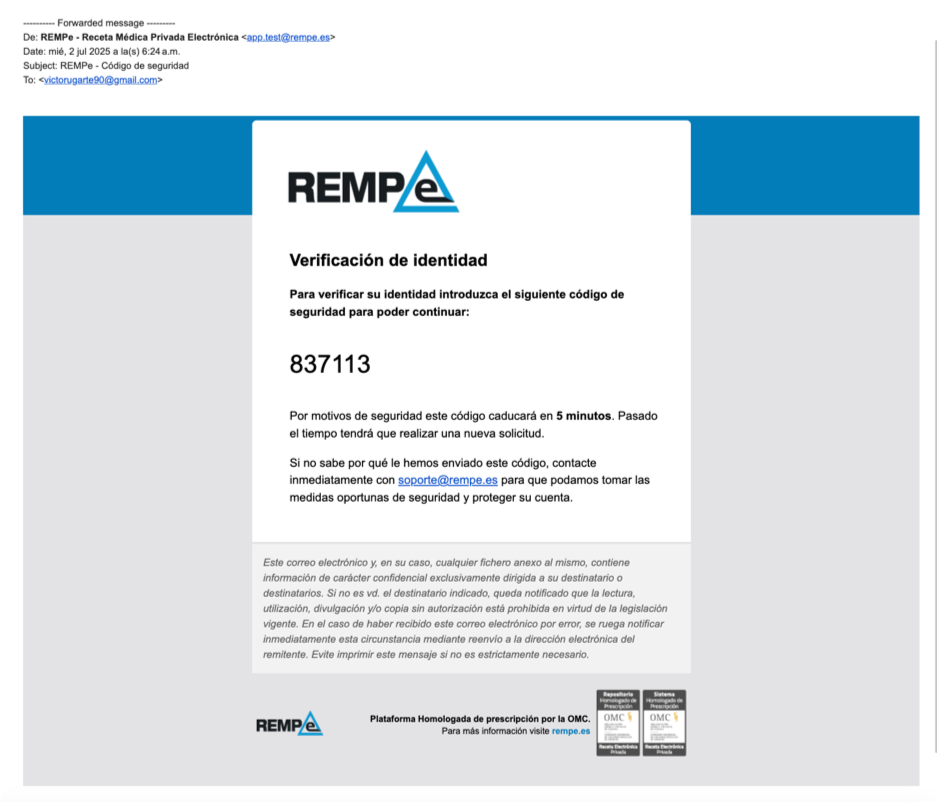 ---------- Forwarded message ---------
De: REMPe - Receta Médica Privada Electrónica <app.test@rempe.es>
Date: mié, 2 jul 2025 a la(s) 6:24 a.m.
Subject: REMPe - Código de seguridad
To: <victorugarte90@gmail.com>
REMPe
Verificación de identidad
Para verificar su identidad introduzca el siguiente código de
seguridad para poder continuar:
837113
Por motivos de seguridad este código caducará en 5 minutos. Pasado
el tiempo tendrá que realizar una nueva solicitud.
Si no sabe por qué le hemos enviado este código, contacte
inmediatamente con soporte@rempe.es para que podamos tomar las
medidas oportunas de seguridad y proteger su cuenta.
Este correo electrónico y, en su caso, cualquier fichero anexo al mismo, contiene
información de carácter confidencial exclusivamente dirigida a su destinatario o
destinatarios. Si no es vd. el destinatario indicado, queda notificado que la lectura,
utilización, divulgación y/o copia sin autorización está prohibida en virtud de la legislación
vigente. En el caso de haber recibido este correo electrónico por error, se ruega notificar
inmediatamente esta circunstancia mediante reenvío a la dirección electrónica del
remitente. Evite imprimir este mensaje si no es estrictamente necesario.
REMPe
Plataforma Homologada de prescripción por la OMC.
Para más información visite rempe.es
Repositorio
Homologado de
Prescripción
OMC
Receta Electrónica
Privada
Sistema
Homologado de
Prescripción
OMC
Receta Electrónica
Privada